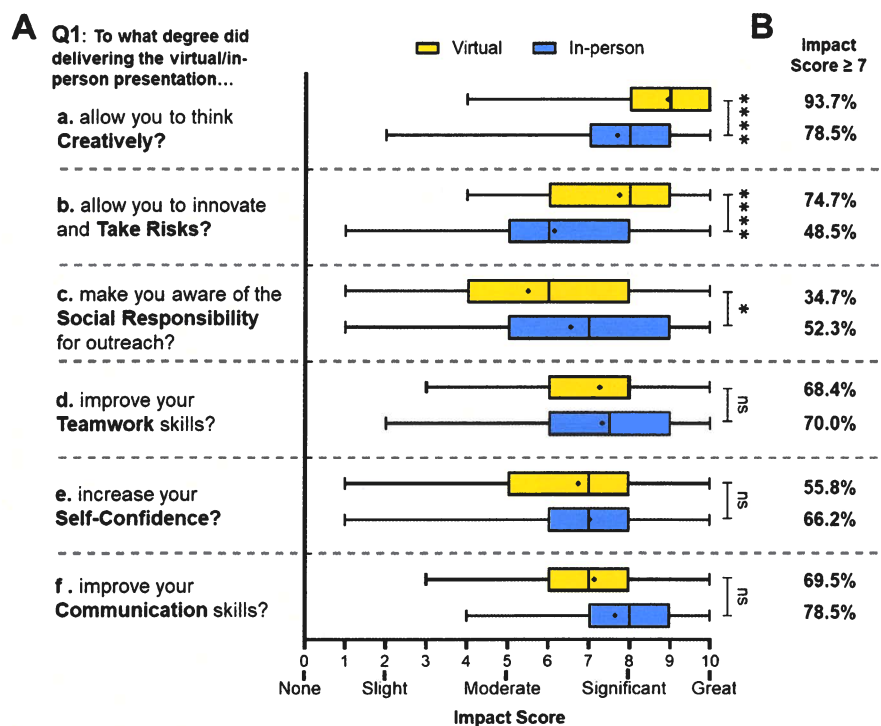 A
Q1: To what degree did
delivering the virtual/in-
person presentation...
Virtual
In-person
B
Impact
Score ≥ 7
a. allow you to think
Creatively?
****
93.7%
78.5%
b. allow you to innovate
and Take Risks?
****
74.7%
48.5%
c. make you aware of the
Social Responsibility
for outreach?
*
34.7%
52.3%
d. improve your
Teamwork skills?
ns
68.4%
70.0%
e. increase your
Self-Confidence?
ns
55.8%
66.2%
f . improve your
Communication skills?
ns
69.5%
78.5%
0 1 2 3 4 5 6 7 8 9 10
None Slight Moderate Significant Great
Impact Score